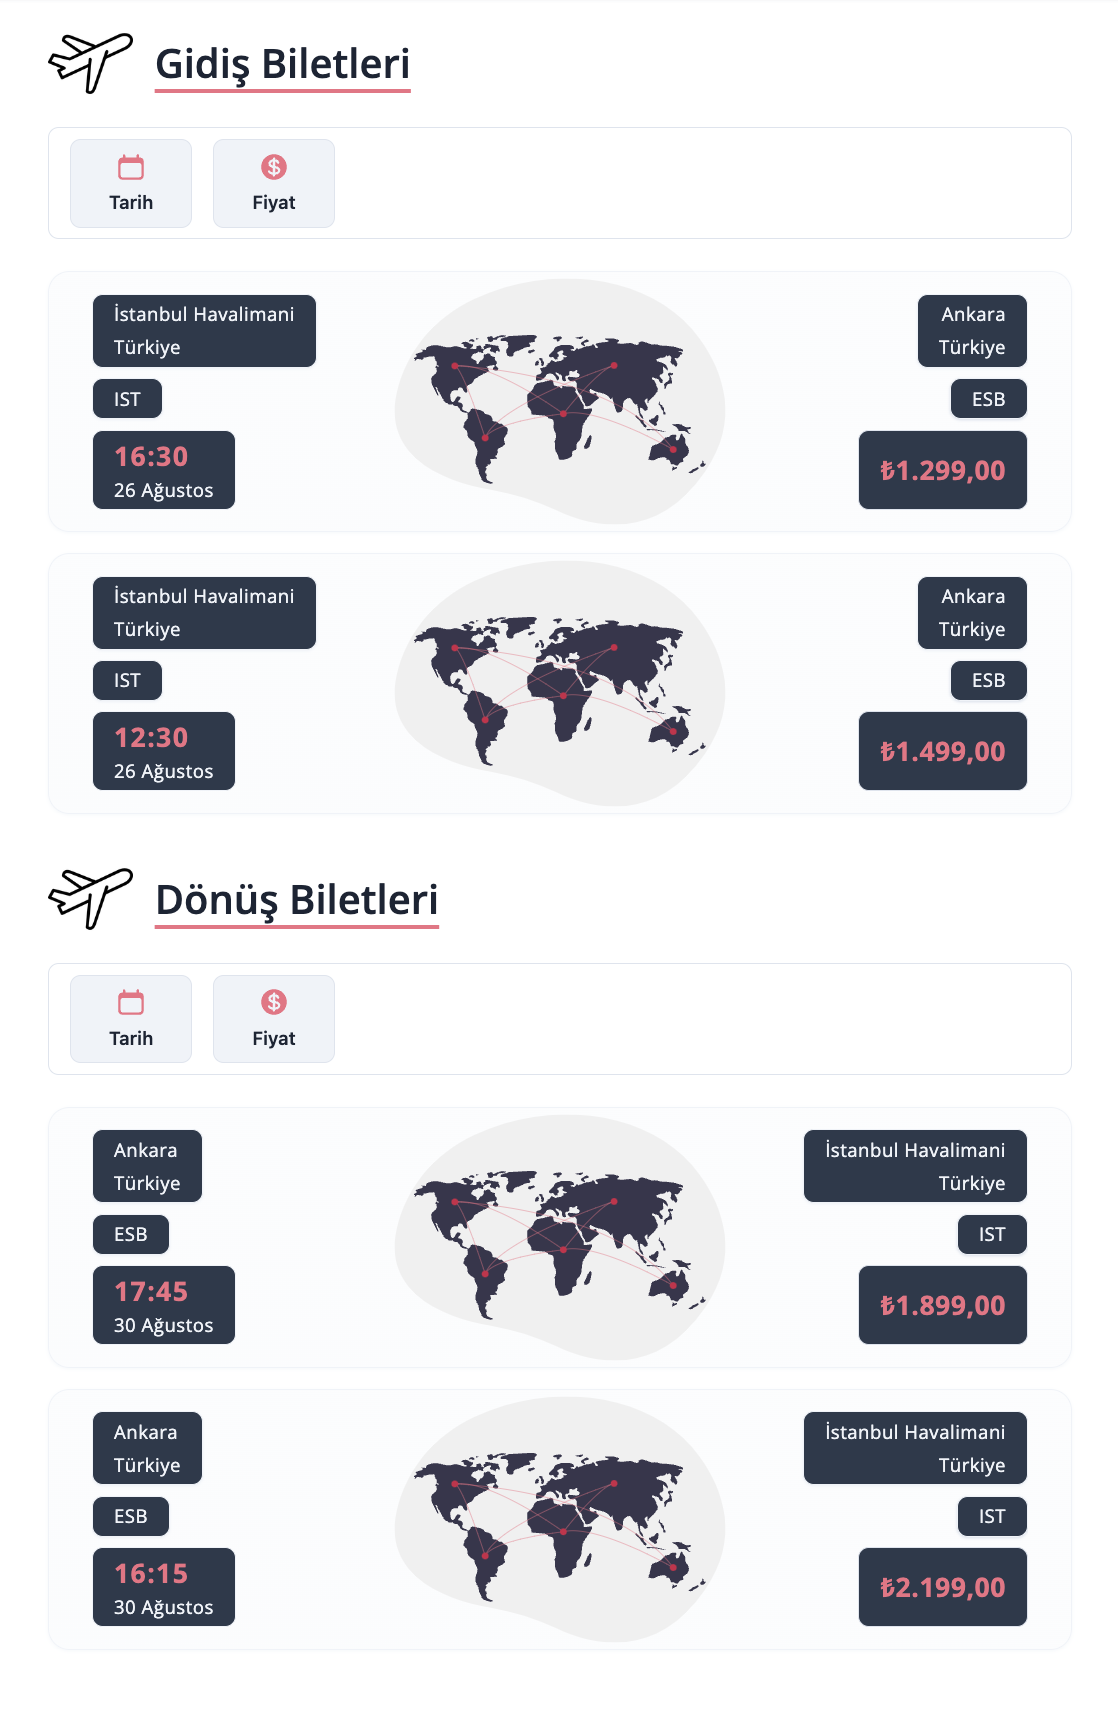 Gidiş Biletleri
Tarih
Fiyat
İstanbul Havalimani
Türkiye
IST
16:30
26 Ağustos
Ankara
Türkiye
ESB
₺1.299,00
İstanbul Havalimani
Türkiye
IST
12:30
26 Ağustos
Ankara
Türkiye
ESB
₺1.499,00
Dönüş Biletleri
Tarih
Fiyat
Ankara
Türkiye
ESB
17:45
30 Ağustos
İstanbul Havalimani
Türkiye
IST
₺1.899,00
Ankara
Türkiye
ESB
16:15
30 Ağustos
İstanbul Havalimani
Türkiye
IST
₺2.199,00